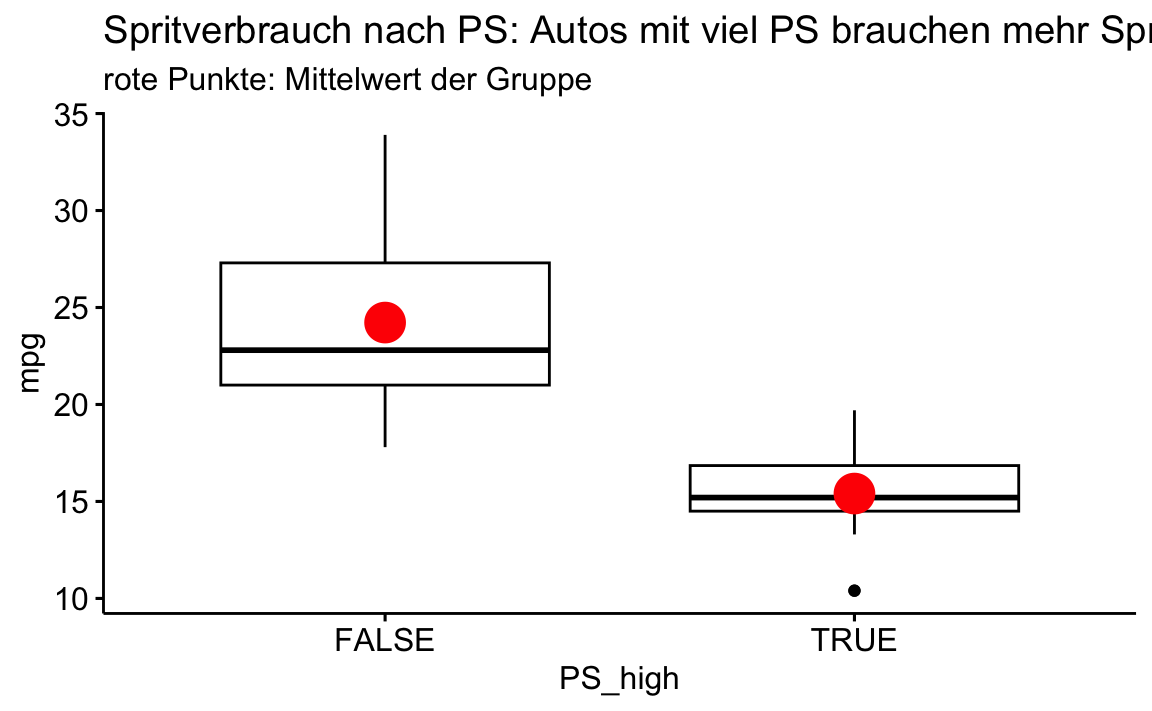 Spritverbrauch nach PS: Autos mit viel PS brauchen mehr Spr
rote Punkte: Mittelwert der Gruppe
35
30
25
20
15
10
mpg
FALSE
TRUE
PS_high